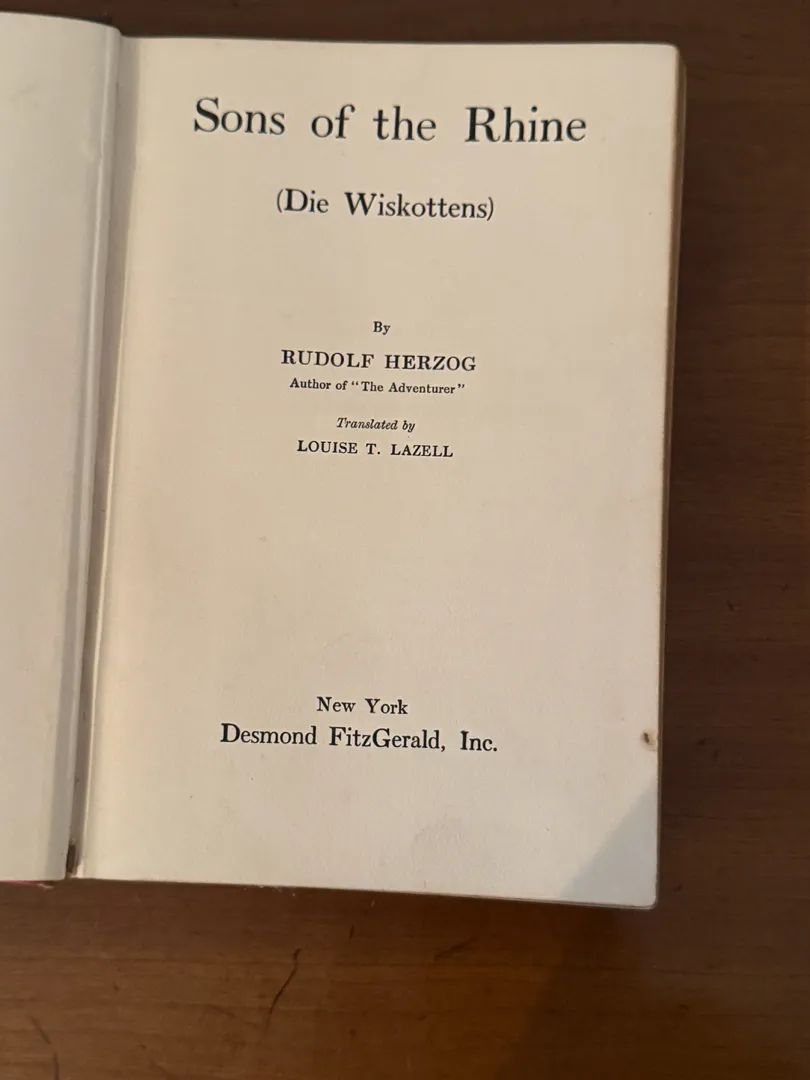 Sons of the Rhine
(Die Wiskottens)
By
RUDOLF HERZOG
Author of "The Adventurer"
Translated by
LOUISE T. LAZELL
New York
Desmond FitzGerald, Inc.